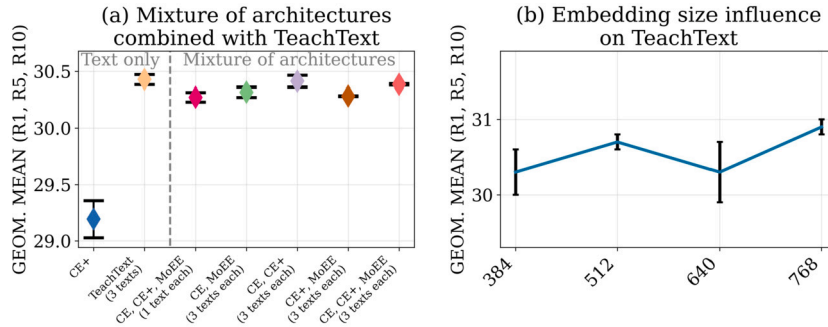 (a) Mixture of architectures
combined with TeachText
Text only
Mixture of architectures
GEOM. MEAN (R1, R5, R10)
30.5
30.0
29.5
29.0
CE+
TeachText
(3 texts)
CE, CE+, MoEE
(1 text each)
CE, MoEE
(3 texts each)
CE, CE+
(3 texts each)
CE+, MoEE
(3 texts each)
CE, CE+, MoEE
(3 texts each)
(b) Embedding size influence
on TeachText
GEOM. MEAN (R1, R5, R10)
31
30
384
512
640
768